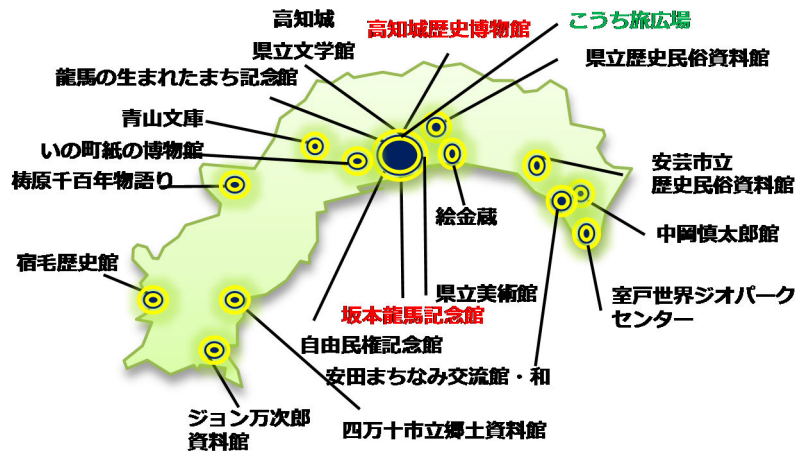 高知城
高知城歴史博物館
こうち旅広場
県立文学館
県立歴史民俗資料館
龍馬の生まれたまち記念館
青山文庫
いの町紙の博物館
安芸市立
歴史民俗資料館
梼原千百年物語り
絵金蔵
中岡慎太郎館
宿毛歴史館
県立美術館
室戸世界ジオパーク
センター
坂本龍馬記念館
自由民権記念館
安田まちなみ交流館・和
ジョン万次郎
資料館
四万十市立郷土資料館